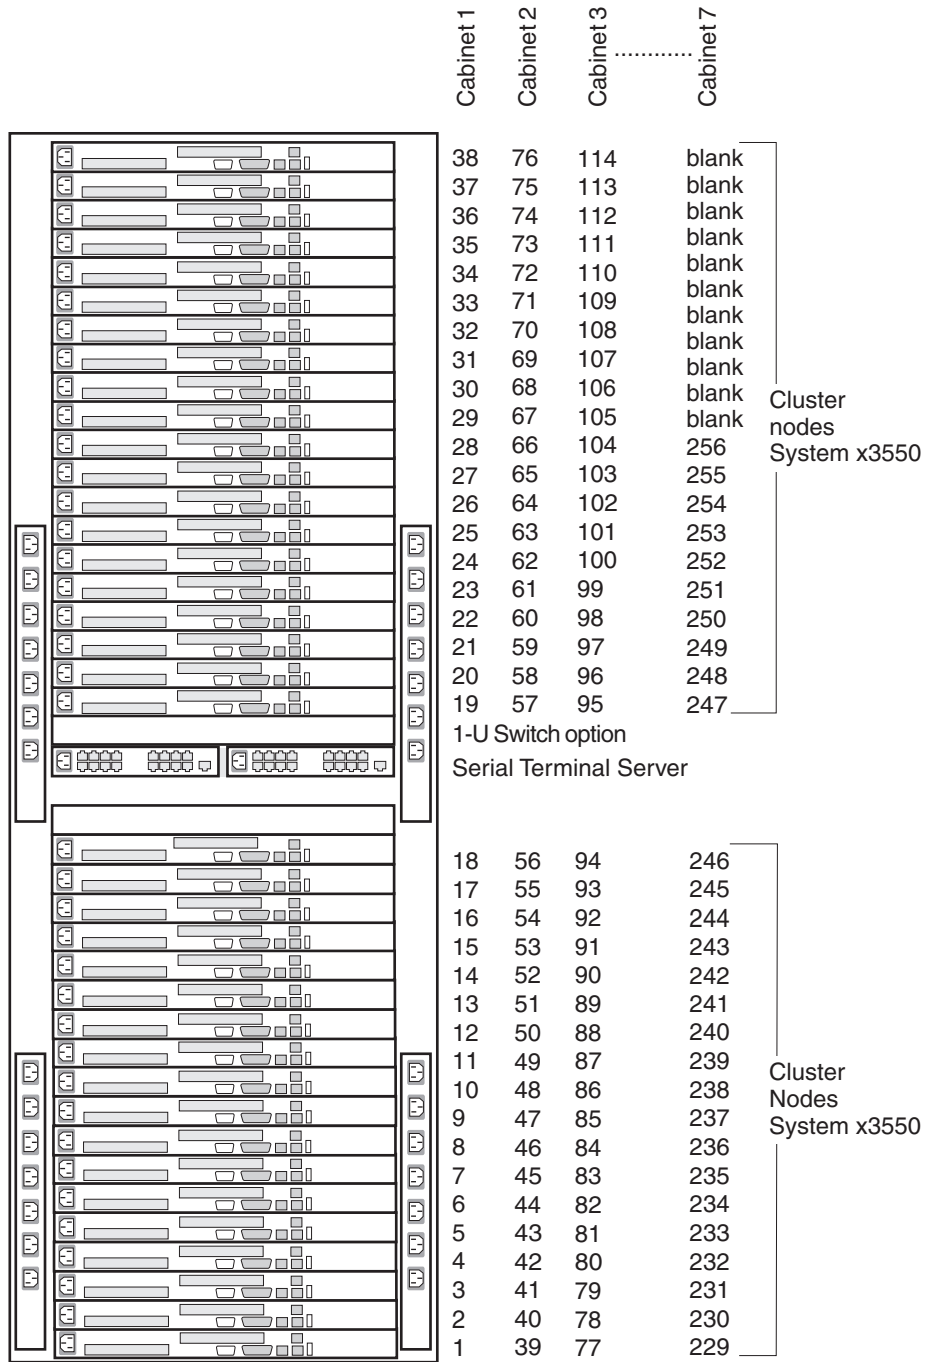 Cabinet 1 Cabinet 2 Cabinet 3 ............ Cabinet 7
38 76 114 blank
37 75 113 blank
36 74 112 blank
35 73 111 blank
34 72 110 blank
33 71 109 blank
32 70 108 blank
blank
31 69 107 blank
30 68 106 blank
29 67 105 blank
28 66 104 256
27 65 103 255
26 64 102 254
25 63 101 253
24 62 100 252
23 61 99 251
22 60 98 250
21 59 97 249
20 58 96 248
19 57 95 247
Cluster
nodes
System x3550
1-U Switch option
Serial Terminal Server
18 56 94 246
17 55 93 245
16 54 92 244
15 53 91 243
14 52 90 242
13 51 89 241
12 50 88 240
11 49 87 239
10 48 86 238
9 47 85 237
8 46 84 236
7 45 83 235
6 44 82 234
5 43 81 233
4 42 80 232
3 41 79 231
2 40 78 230
1 39 77 229
Cluster
Nodes
System x3550